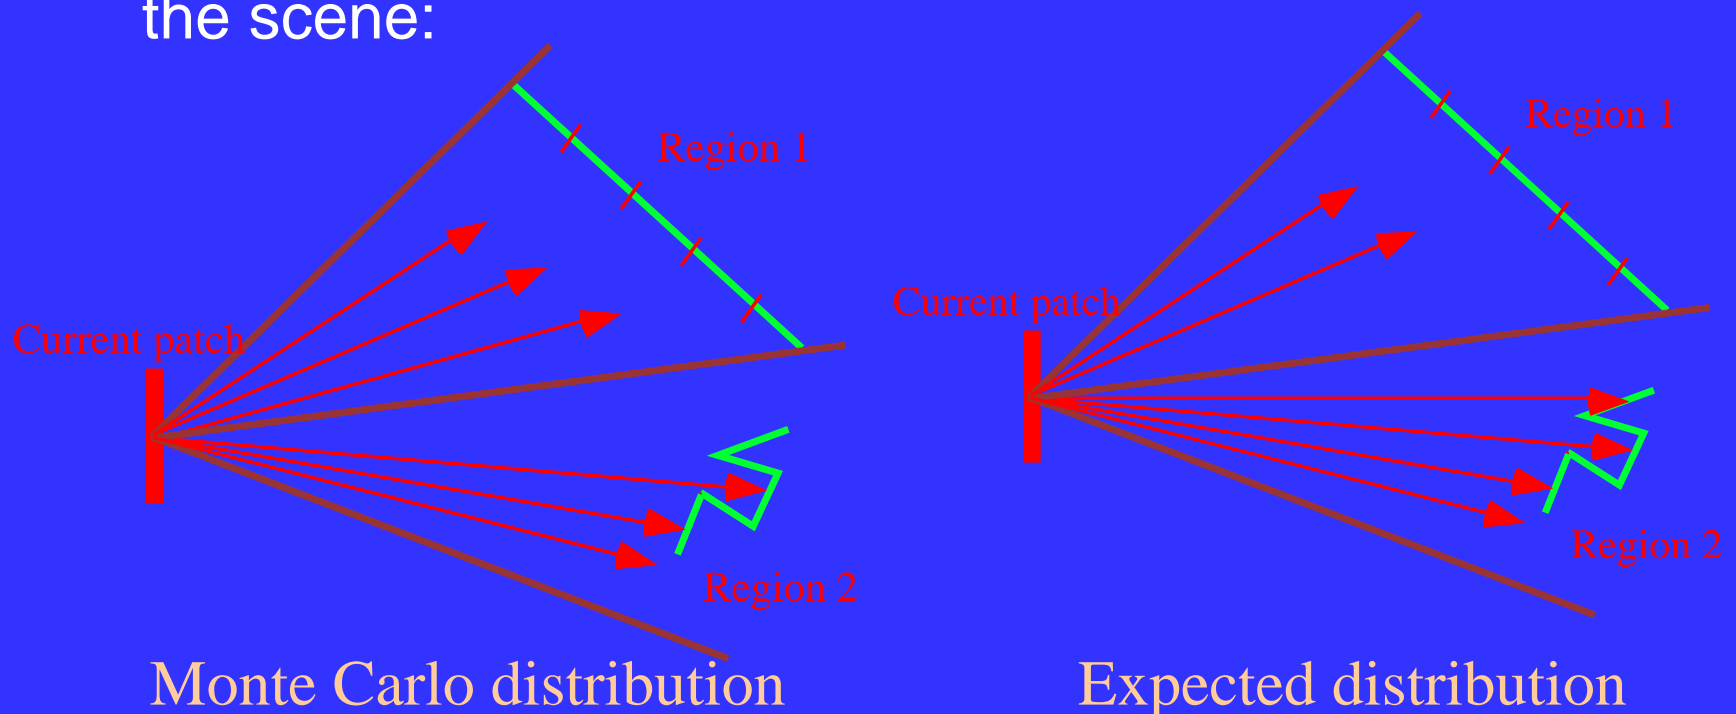 the scene:
Region 1
Current patch
Region 2
Monte Carlo distribution
Region 1
Current patch
Region 2
Expected distribution